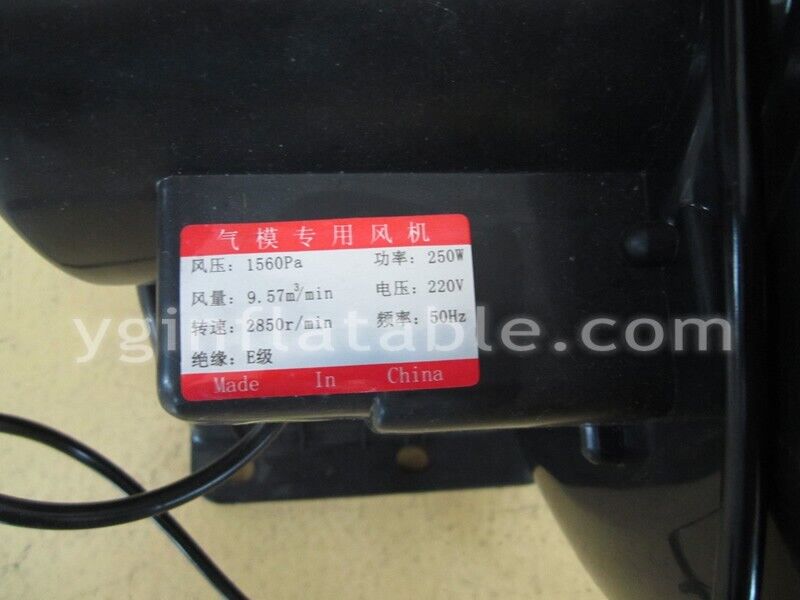 气模专用风机
风压: 1560Pa 功率: 250W
风量: 9.57m³/min 电压: 220V
转速: 2850r/min 频率: 50Hz
绝缘: E级
Made In China
yginflatable.com